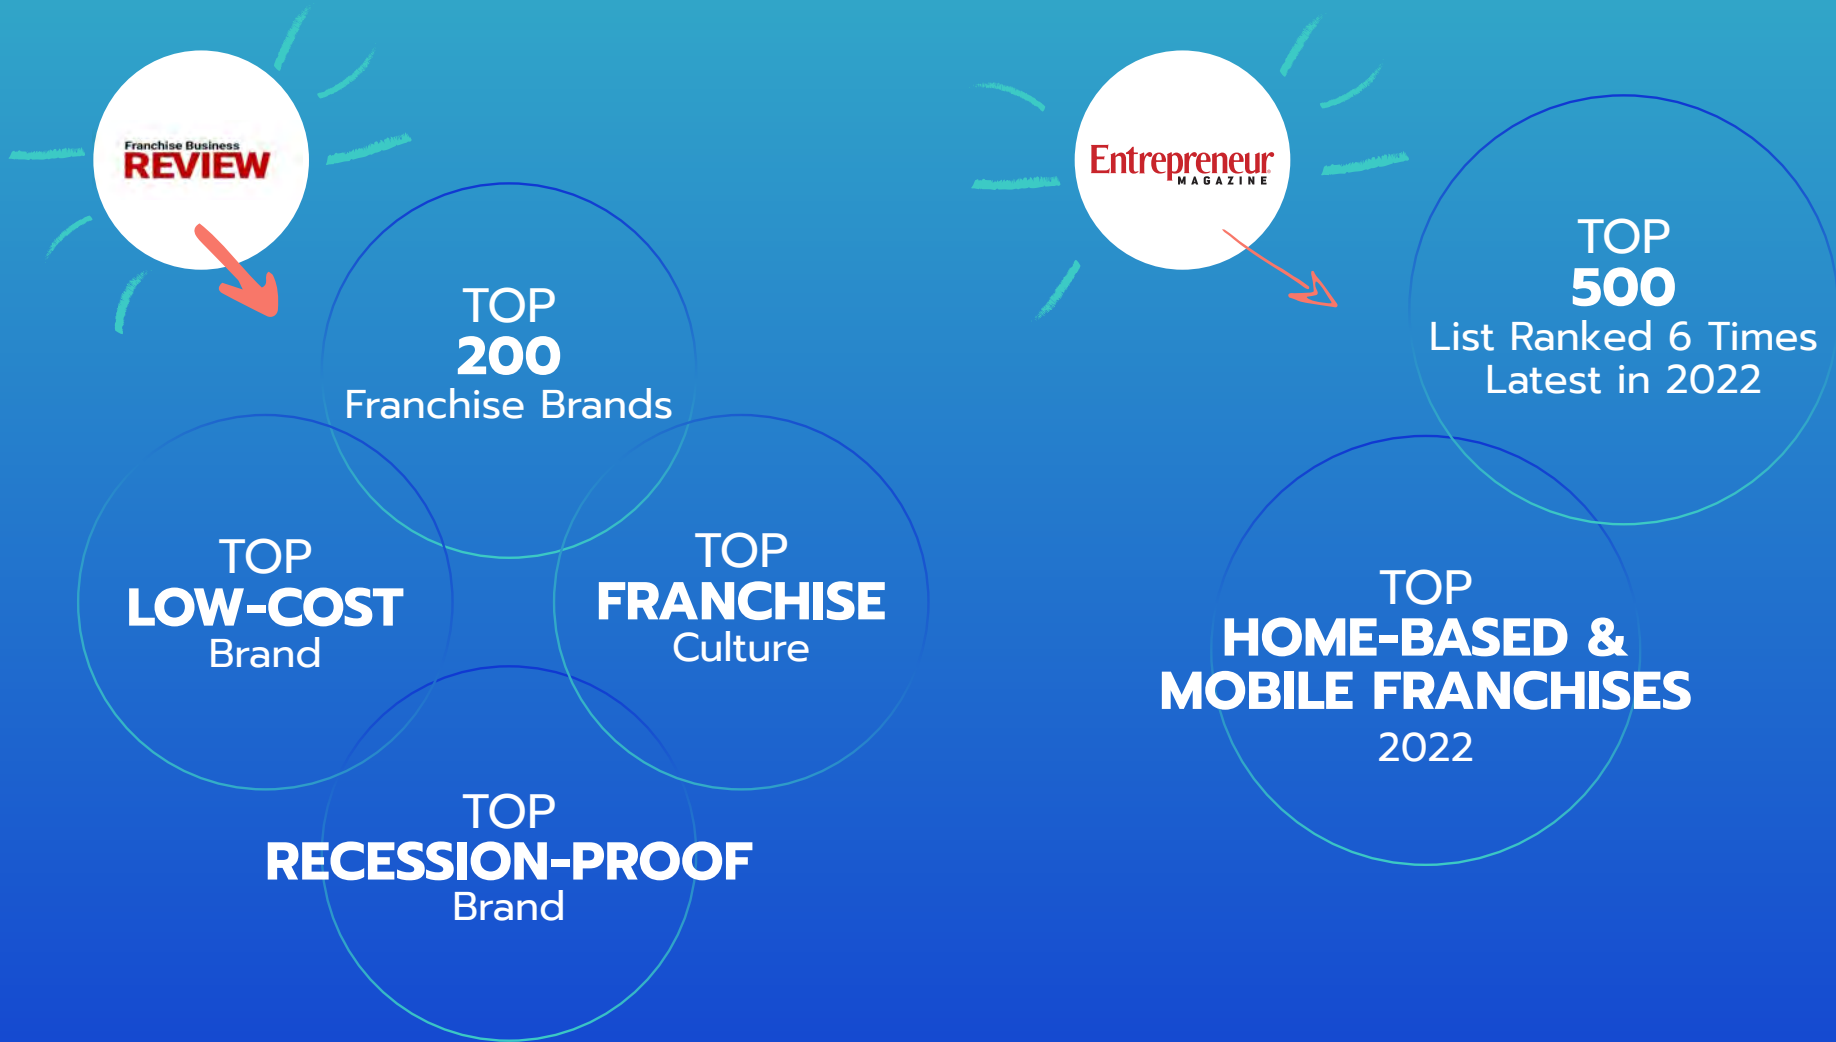 Franchise Business
REVIEW
TOP
200
Franchise Brands
TOP
LOW-COST
Brand
TOP
FRANCHISE
Culture
TOP
RECESSION-PROOF
Brand
Entrepreneur
MAGAZINE
TOP
500
List Ranked 6 Times
Latest in 2022
TOP
HOME-BASED &
MOBILE FRANCHISES
2022